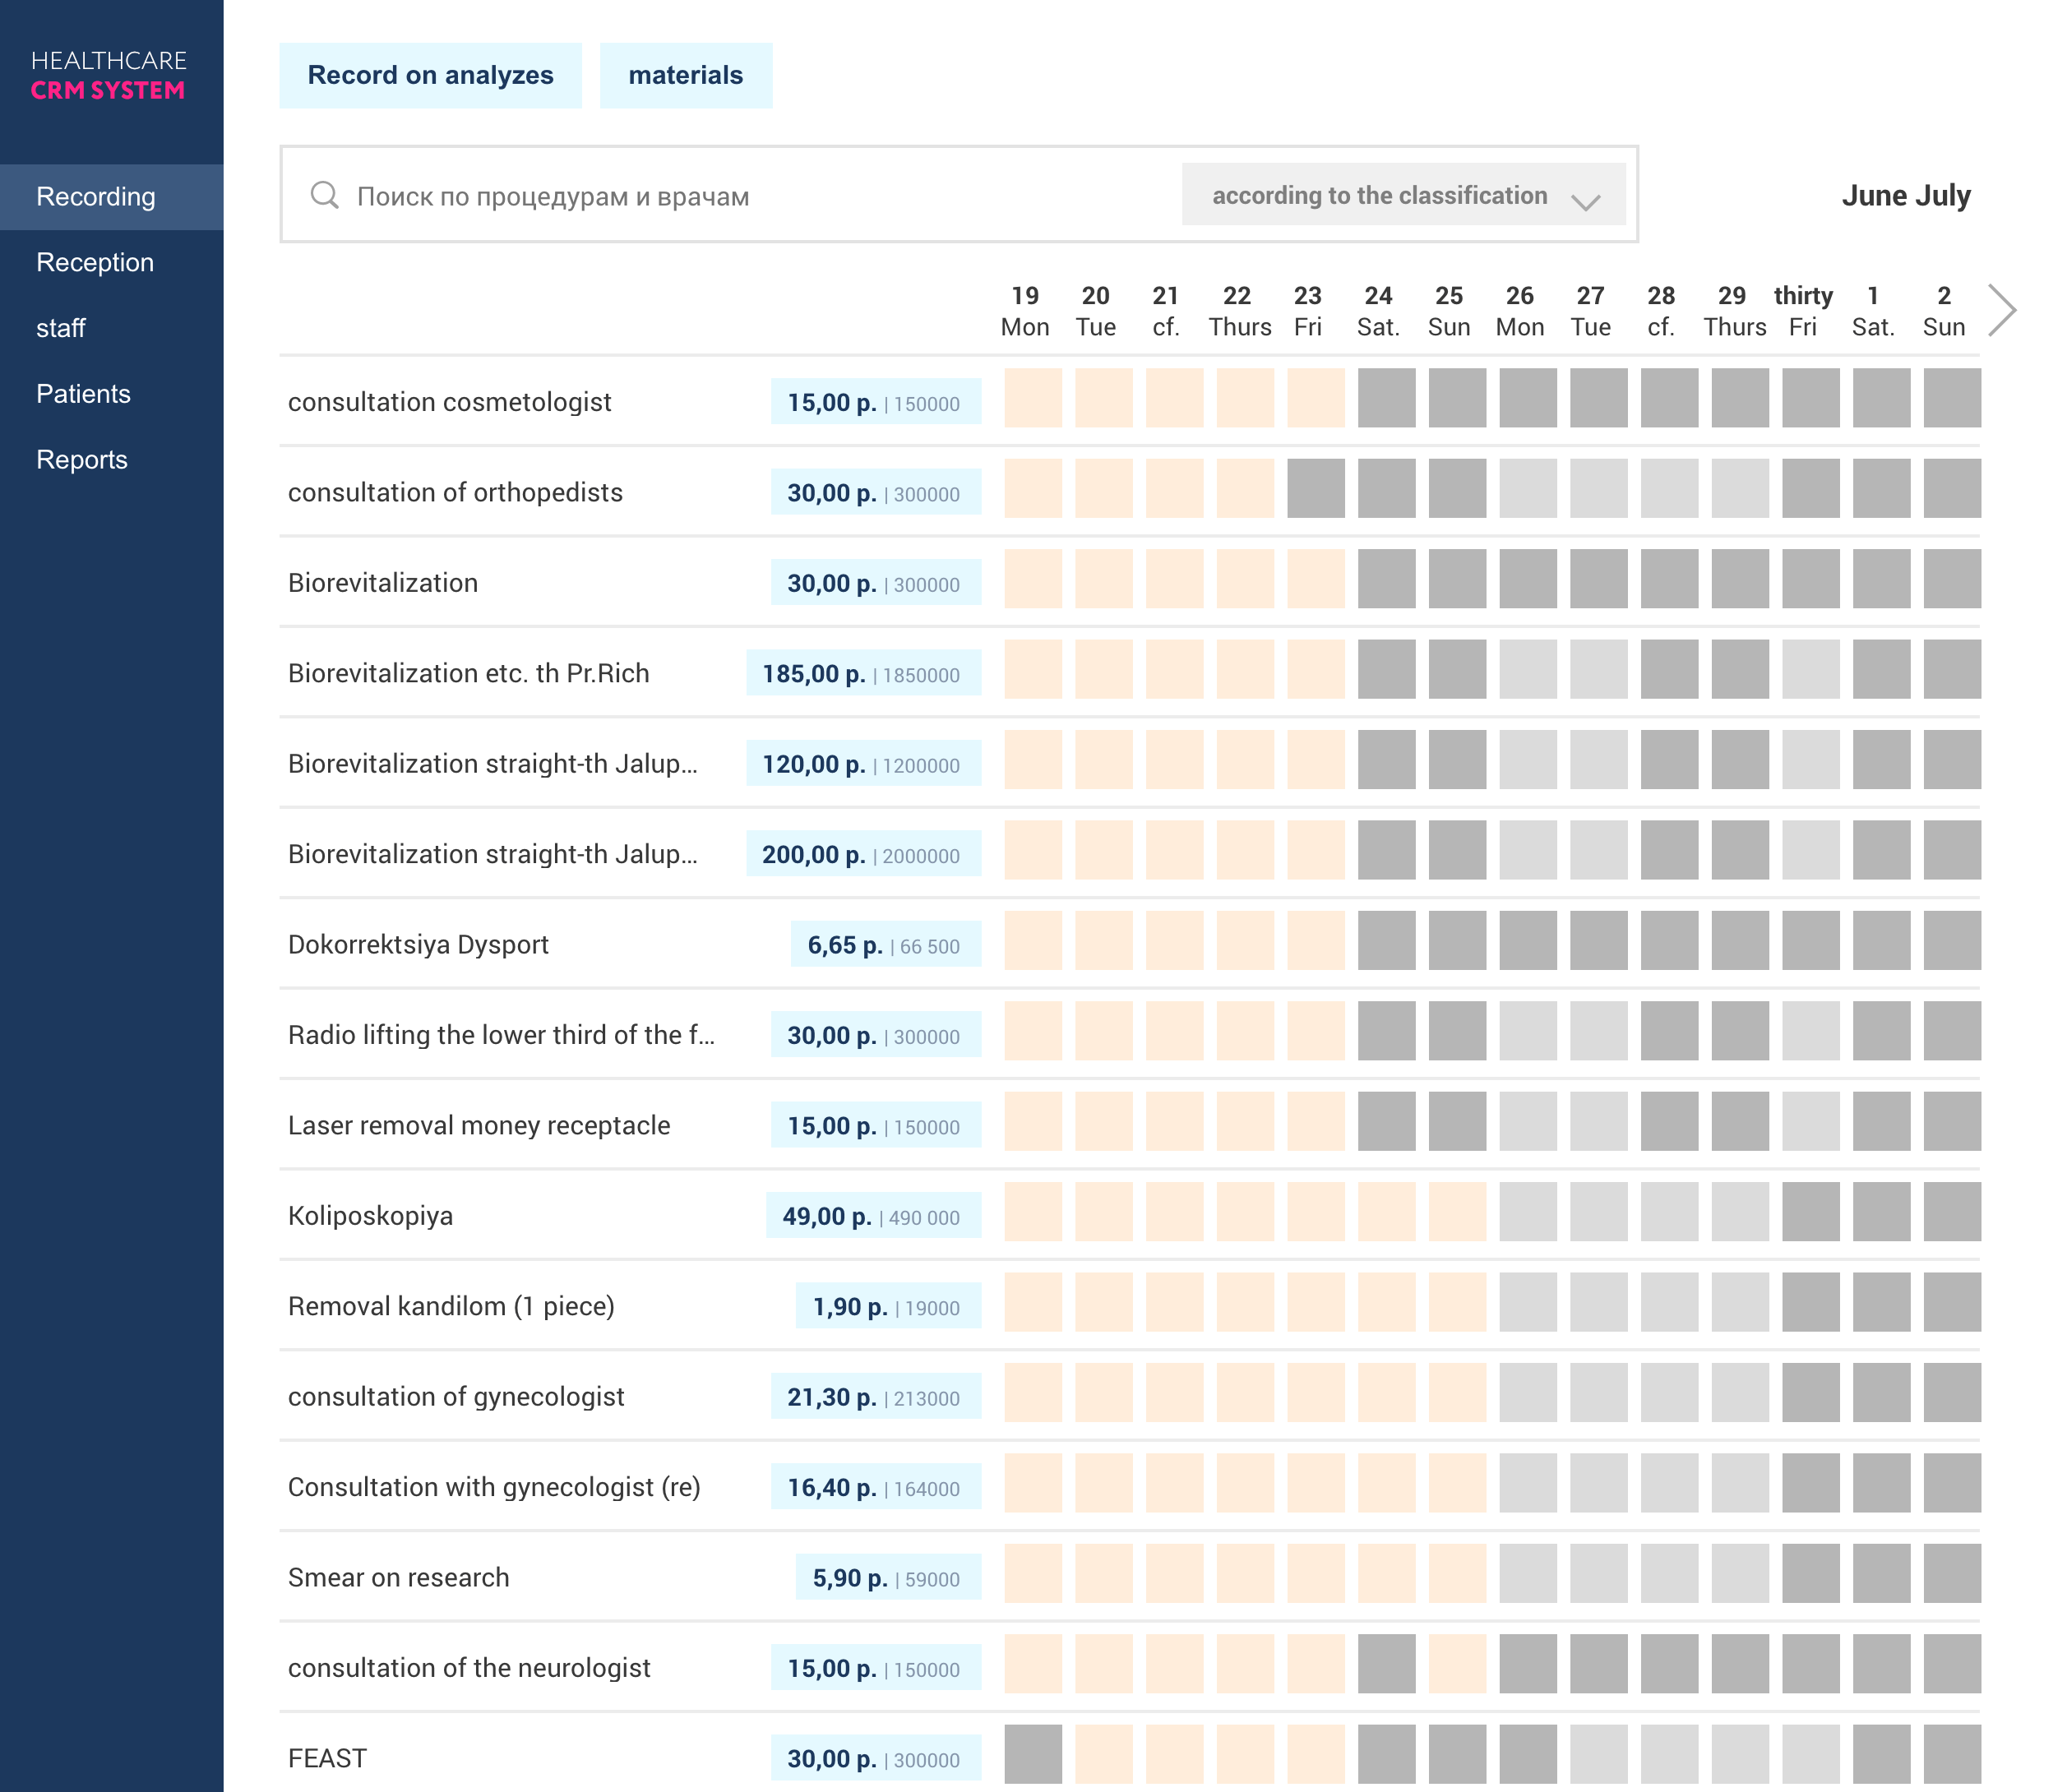 HEALTHCARE
CRM SYSTEM
Recording
Reception
staff
Patients
Reports
Record on analyzes
materials
Поиск по процедурам и врачам
according to the classification
June July
19 20 21 22 23 24 25 26 27 28 29 thirty 1 2
Mon Tue cf. Thurs Fri Sat. Sun Mon Tue cf. Thurs Fri Sat. Sun
consultation cosmetologist 15,00 р. | 150000
consultation of orthopedists 30,00 р. | 300000
Biorevitalization 30,00 р. | 300000
Biorevitalization etc. th Pr.Rich 185,00 р. | 1850000
Biorevitalization straight-th Jalup... 120,00 р. | 1200000
Biorevitalization straight-th Jalup... 200,00 р. | 2000000
Dokorrektsiya Dysport 6,65 р. | 66 500
Radio lifting the lower third of the f... 30,00 р. | 300000
Laser removal money receptacle 15,00 р. | 150000
Koliposkopiya 49,00 р. | 490 000
Removal kandilom (1 piece) 1,90 р. | 19000
consultation of gynecologist 21,30 р. | 213000
Consultation with gynecologist (re) 16,40 р. | 164000
Smear on research 5,90 р. | 59000
consultation of the neurologist 15,00 р. | 150000
FEAST 30,00 р. | 300000